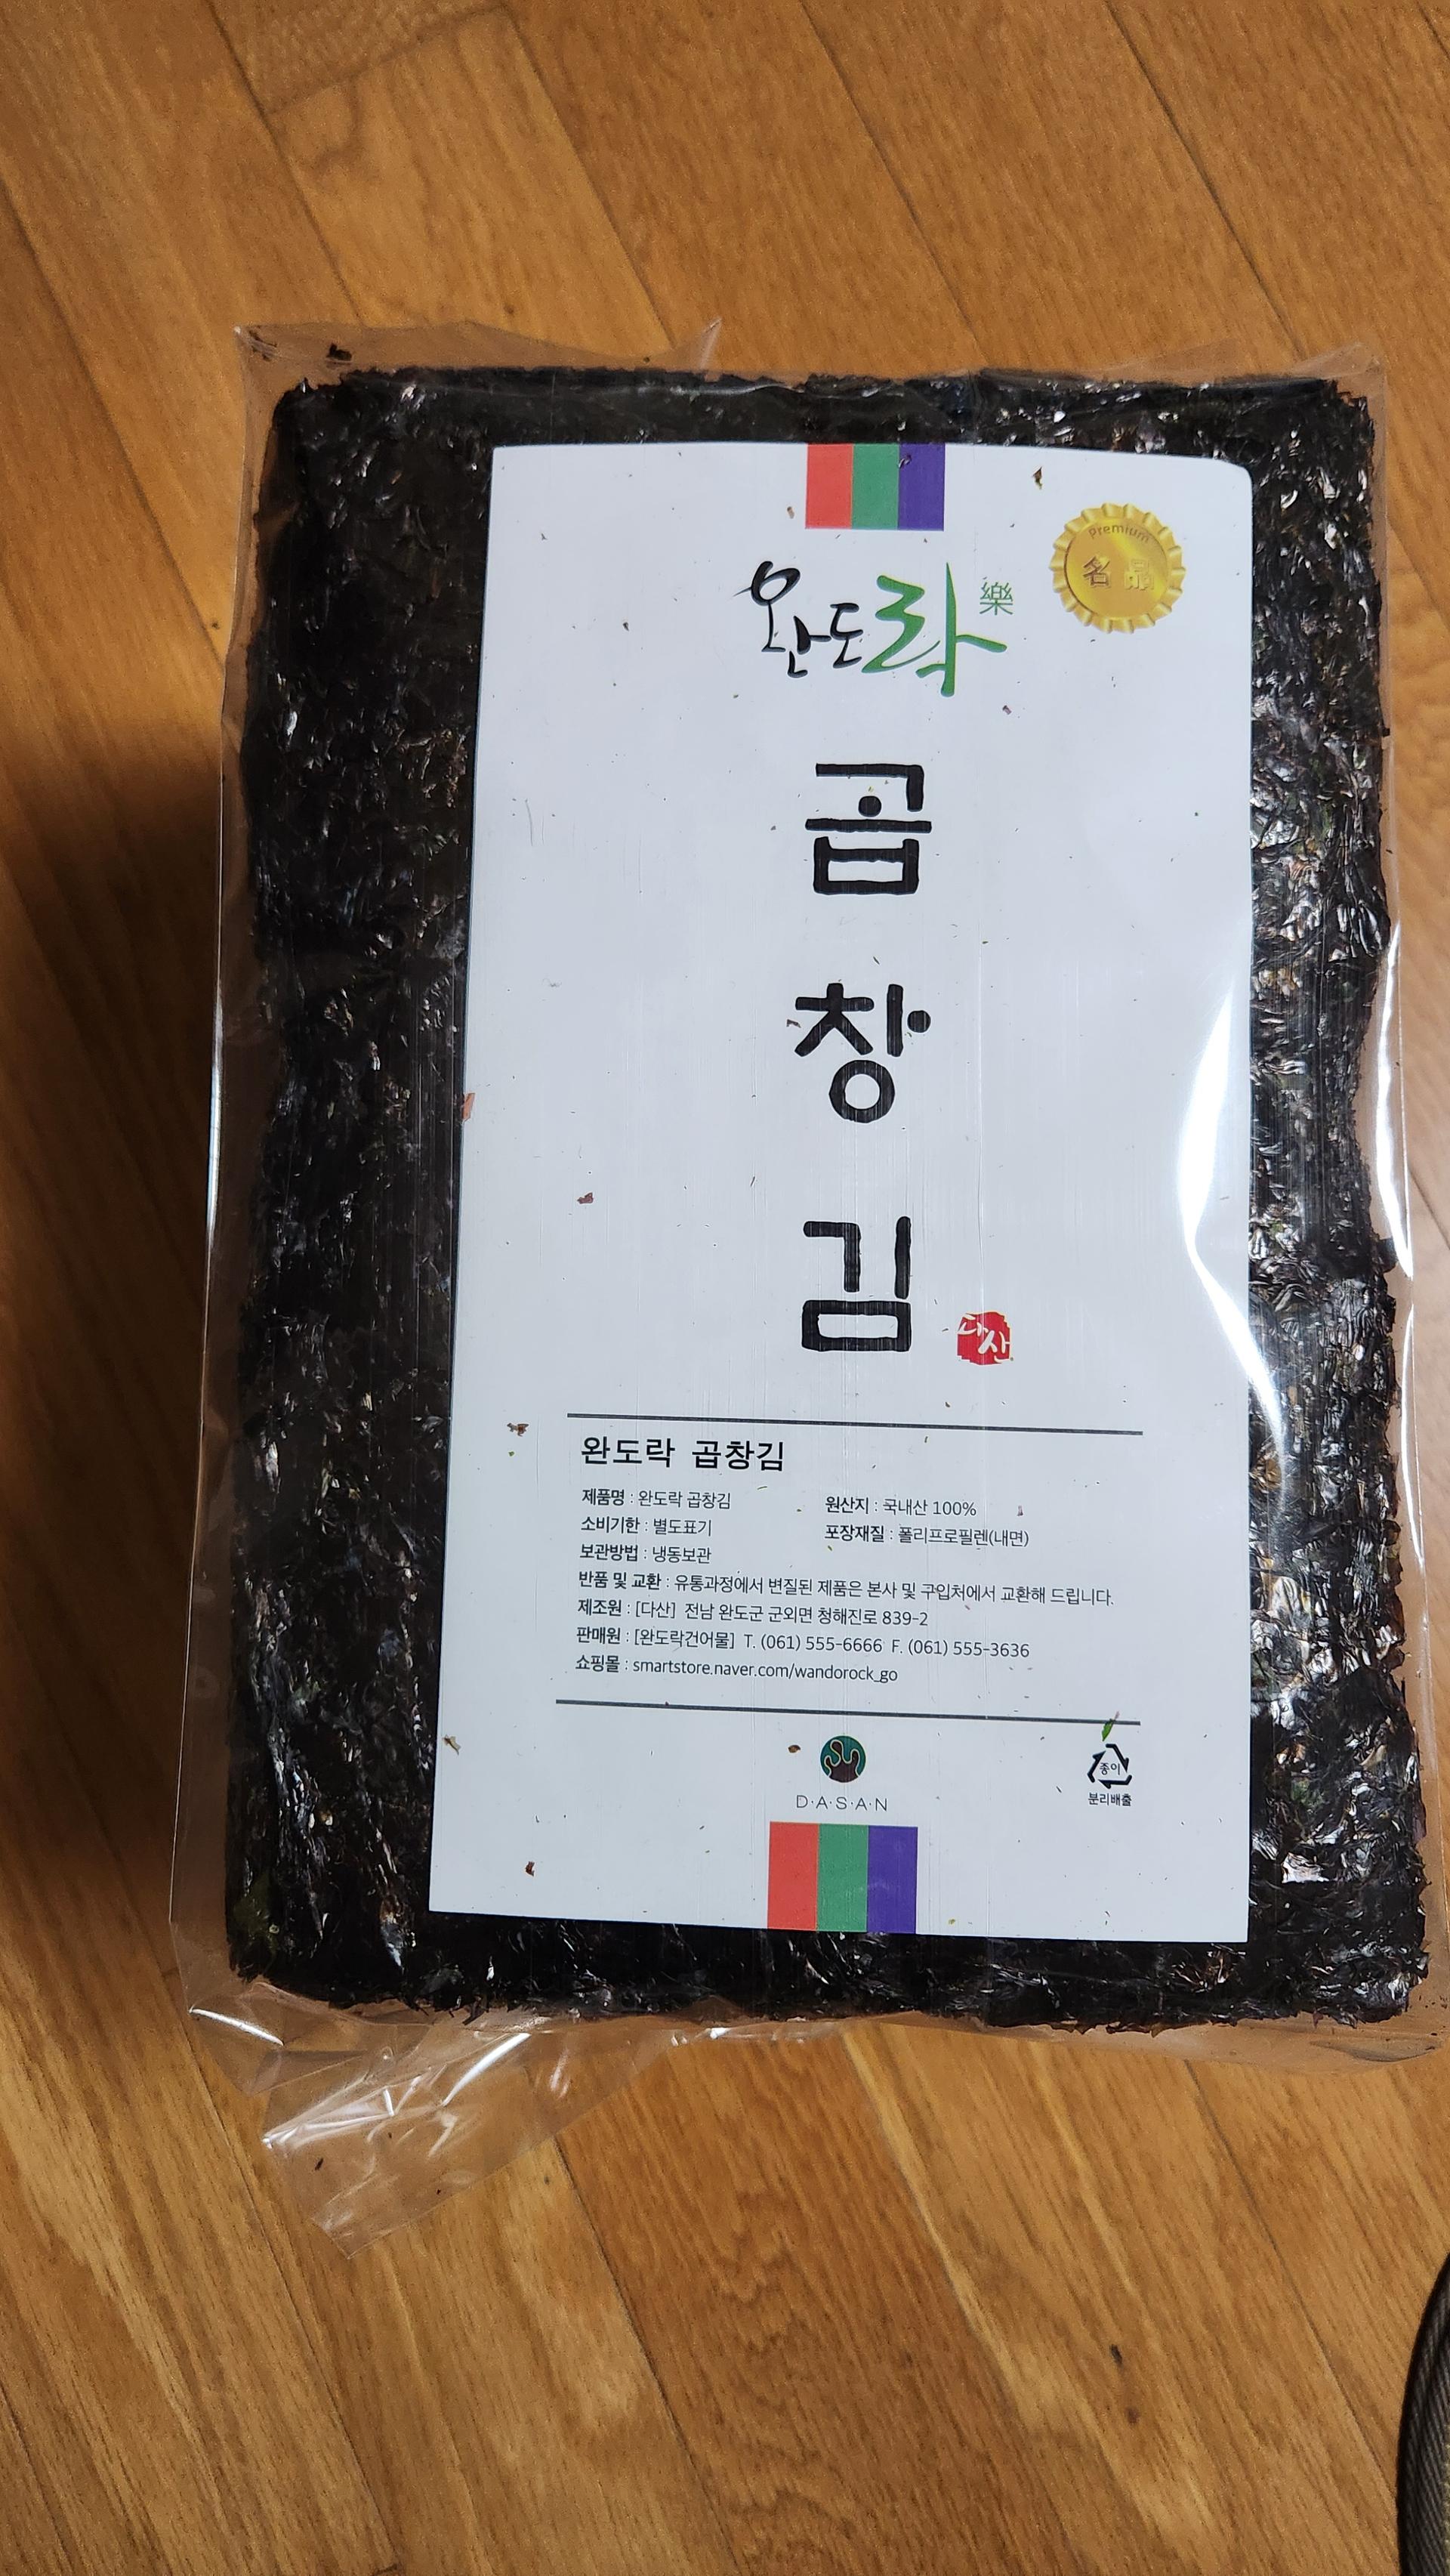 premium
名 品
완도락 樂
곱
창
김
다산
완도락 곱창김
제품명 : 완도락 곱창김
원산지 : 국내산 100%
소비기한 : 별도표기
포장재질 : 폴리프로필렌(내면)
보관방법 : 냉동보관
반품 및 교환 : 유통과정에서 변질된 제품은 본사 및 구입처에서 교환해 드립니다.
제조원 : [다산] 전남 완도군 군외면 청해진로 839-2
판매원 : [완도락건어물] T. (061) 555-6666 F. (061) 555-3636
쇼핑몰 : smartstore.naver.com/wandorock_go
D·A·S·A·N
종이
분리배출